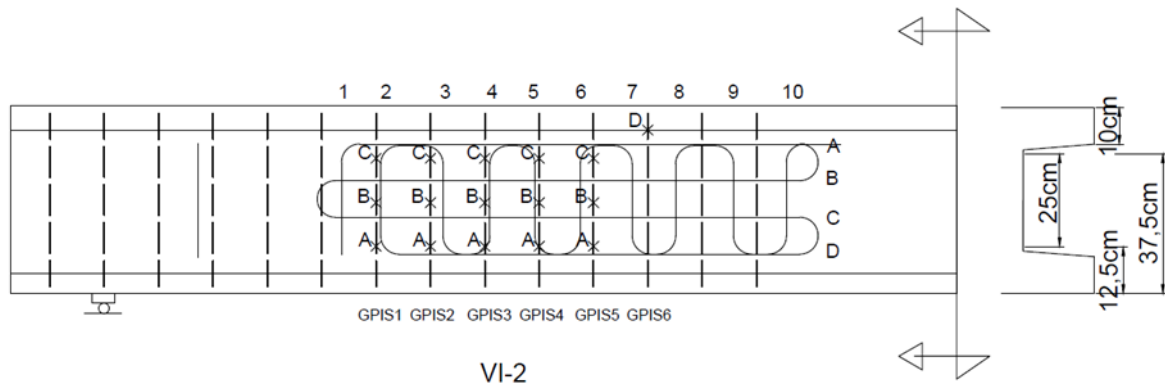 1 2 3 4 5 6 7 8 9 10
D
C C C C C A
B
B B B B B
C
A A A A A D
GPIS1 GPIS2 GPIS3 GPIS4 GPIS5 GPIS6
VI-2
10cm
25cm
37,5cm
12,5cm